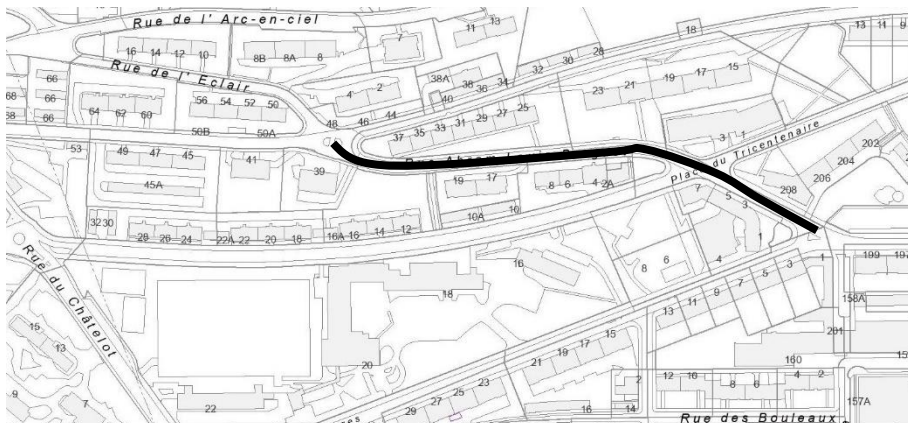 Rue de l' Arc-en-ciel
13 11 9
11
13
18
7
28
16 14 12 10
8B 8A 8
30
Rue de l' Eclair
32
38A 38 36 34
23 21 19 17 15
66
66
66
68
68
64 62 60
56 54 52 50
4 2
40
44
46
48
50B 50A
37 35 33 31 29 27 25
3 1
202
204
206
208
Place du Tricentenaire
53
49 47 45
41
39
45A
19 17
8 6 4 2A
7 5 3 1
10A 10
32 30
28 26 24
22A 22 20 18
16A 16 14 12
4
Rue du Châtelot
16
8 6
18
13 11 9 7 5 3 1
199 197
158A
201
15
13
20
21 19 17 15
160
9
7
22
29 27 25 23
2
14
16
12 10
8 6
4 2
157A
Rue des Bouleaux